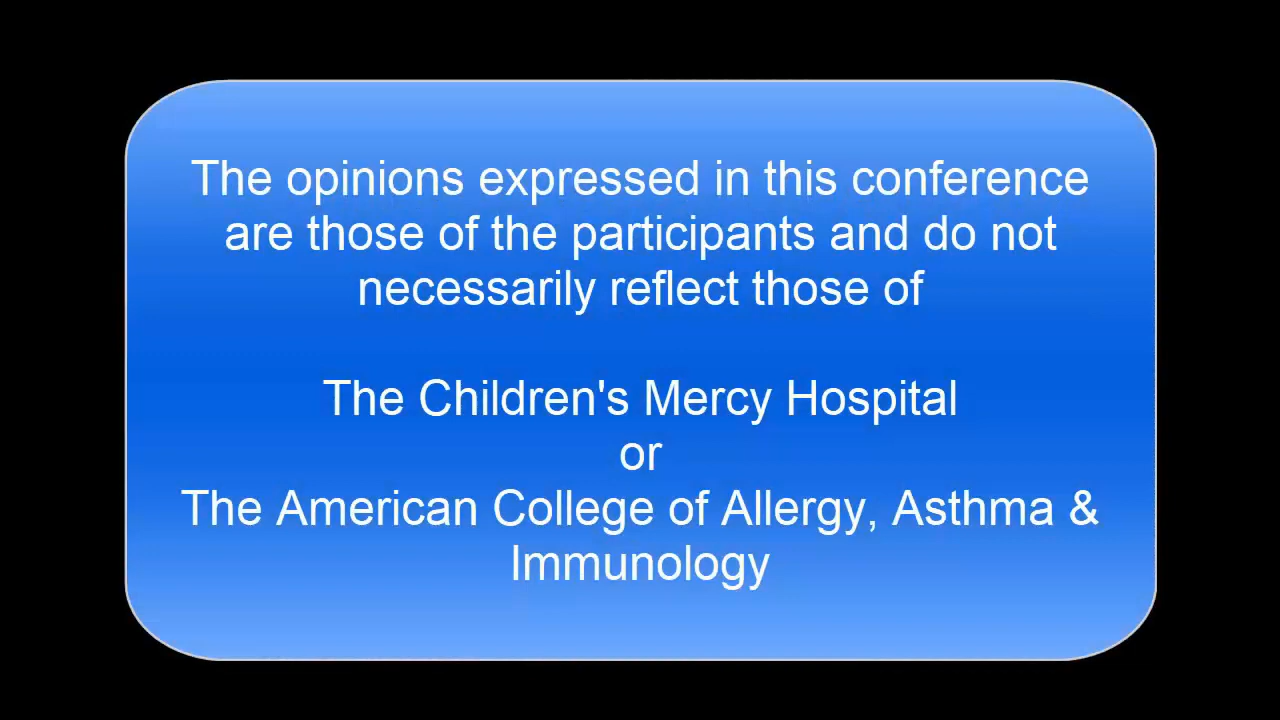 The opinions expressed in this conference
are those of the participants and do not
necessarily reflect those of
The Children's Mercy Hospital
or
The American College of Allergy, Asthma &
Immunology